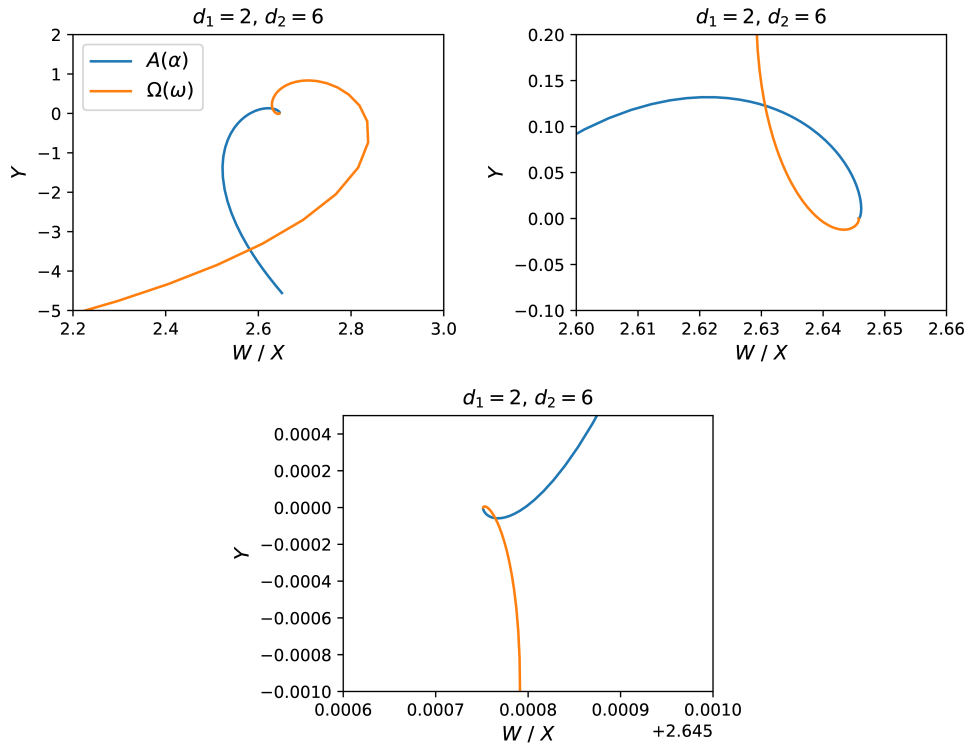 d₁ = 2, d₂ = 6
2
1
0
−1
−2
−3
−4
−5
Y
A(α)
Ω(ω)
2.2 2.4 2.6 2.8 3.0
W / X
d₁ = 2, d₂ = 6
0.20
0.15
0.10
0.05
0.00
−0.05
−0.10
Y
2.60 2.61 2.62 2.63 2.64 2.65 2.66
W / X
d₁ = 2, d₂ = 6
0.0004
0.0002
0.0000
−0.0002
−0.0004
−0.0006
−0.0008
−0.0010
Y
0.0006 0.0007 0.0008 0.0009 0.0010
+2.645
W / X